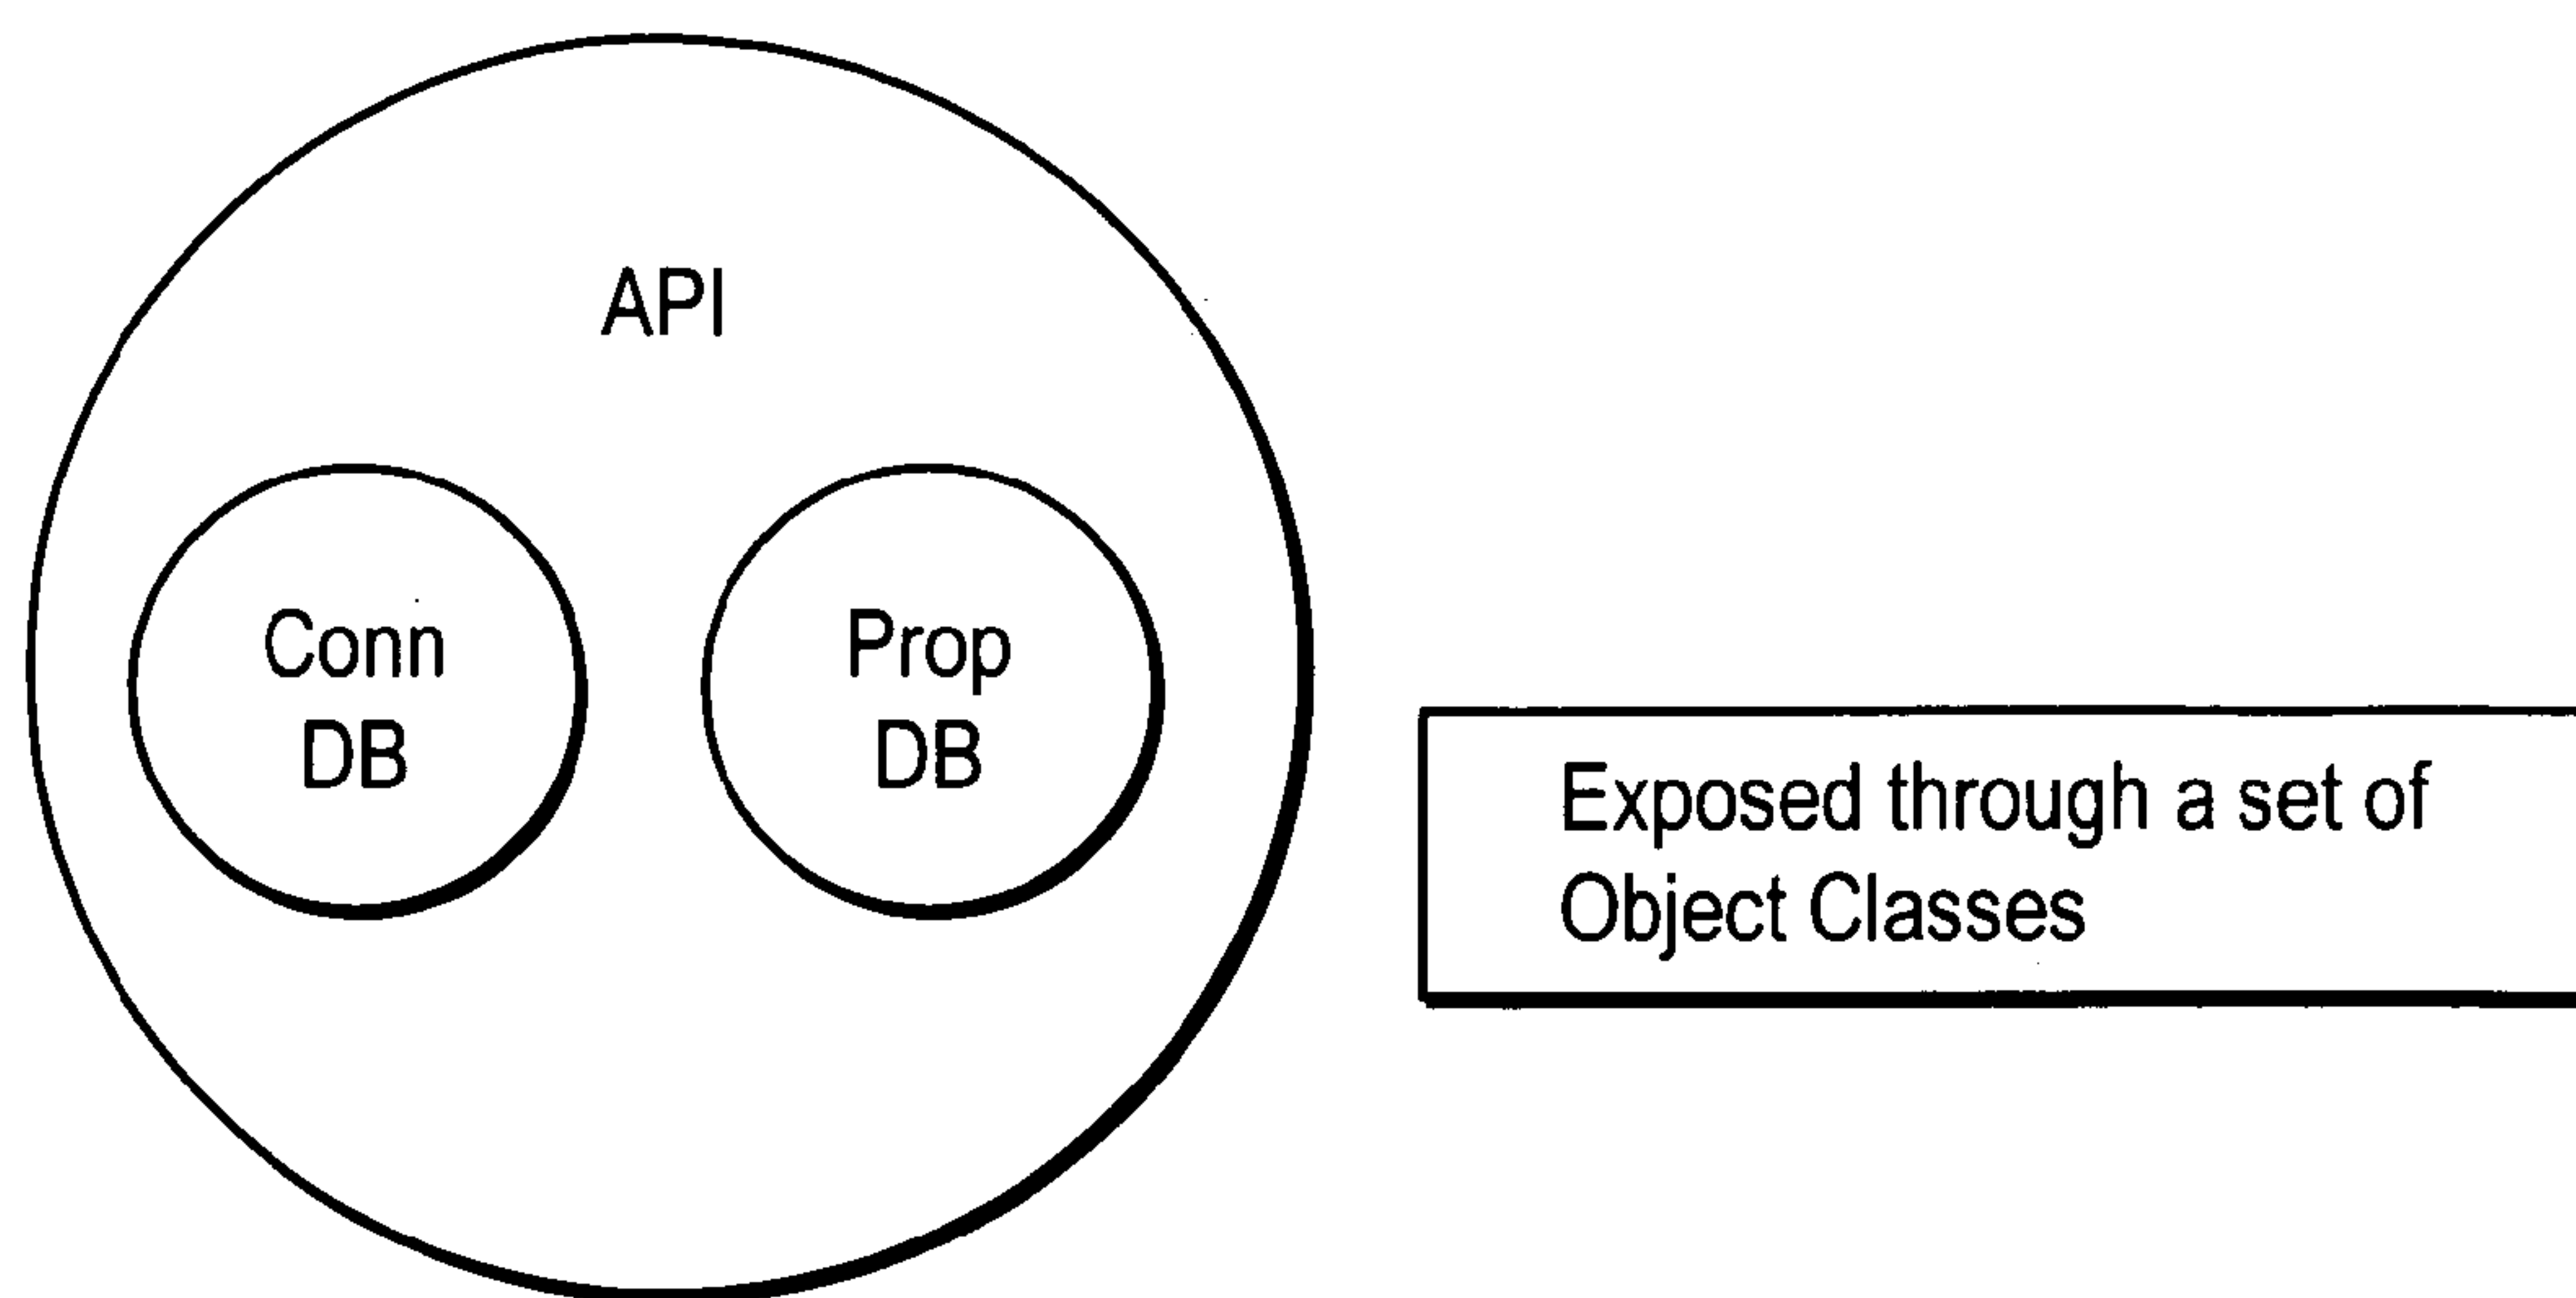 API
Conn
DB
Prop
DB
Exposed through a set of
Object Classes